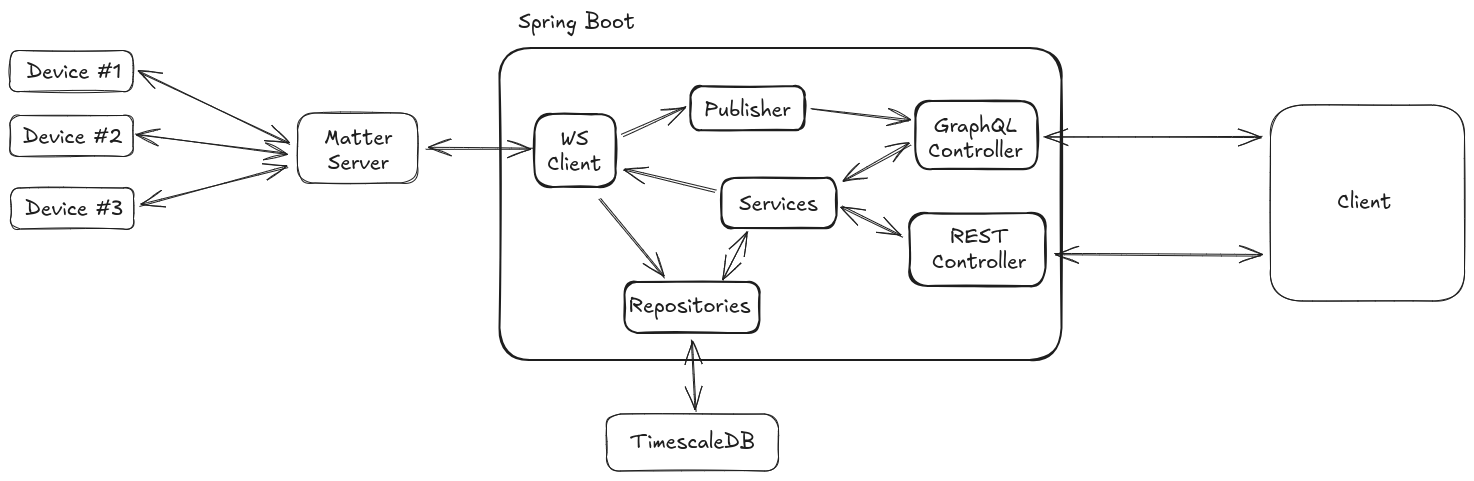 Spring Boot
Device #1
Device #2
Device #3
Matter
Server
WS
Client
Publisher
Services
Repositories
GraphQL
Controller
REST
Controller
Client
TimescaleDB